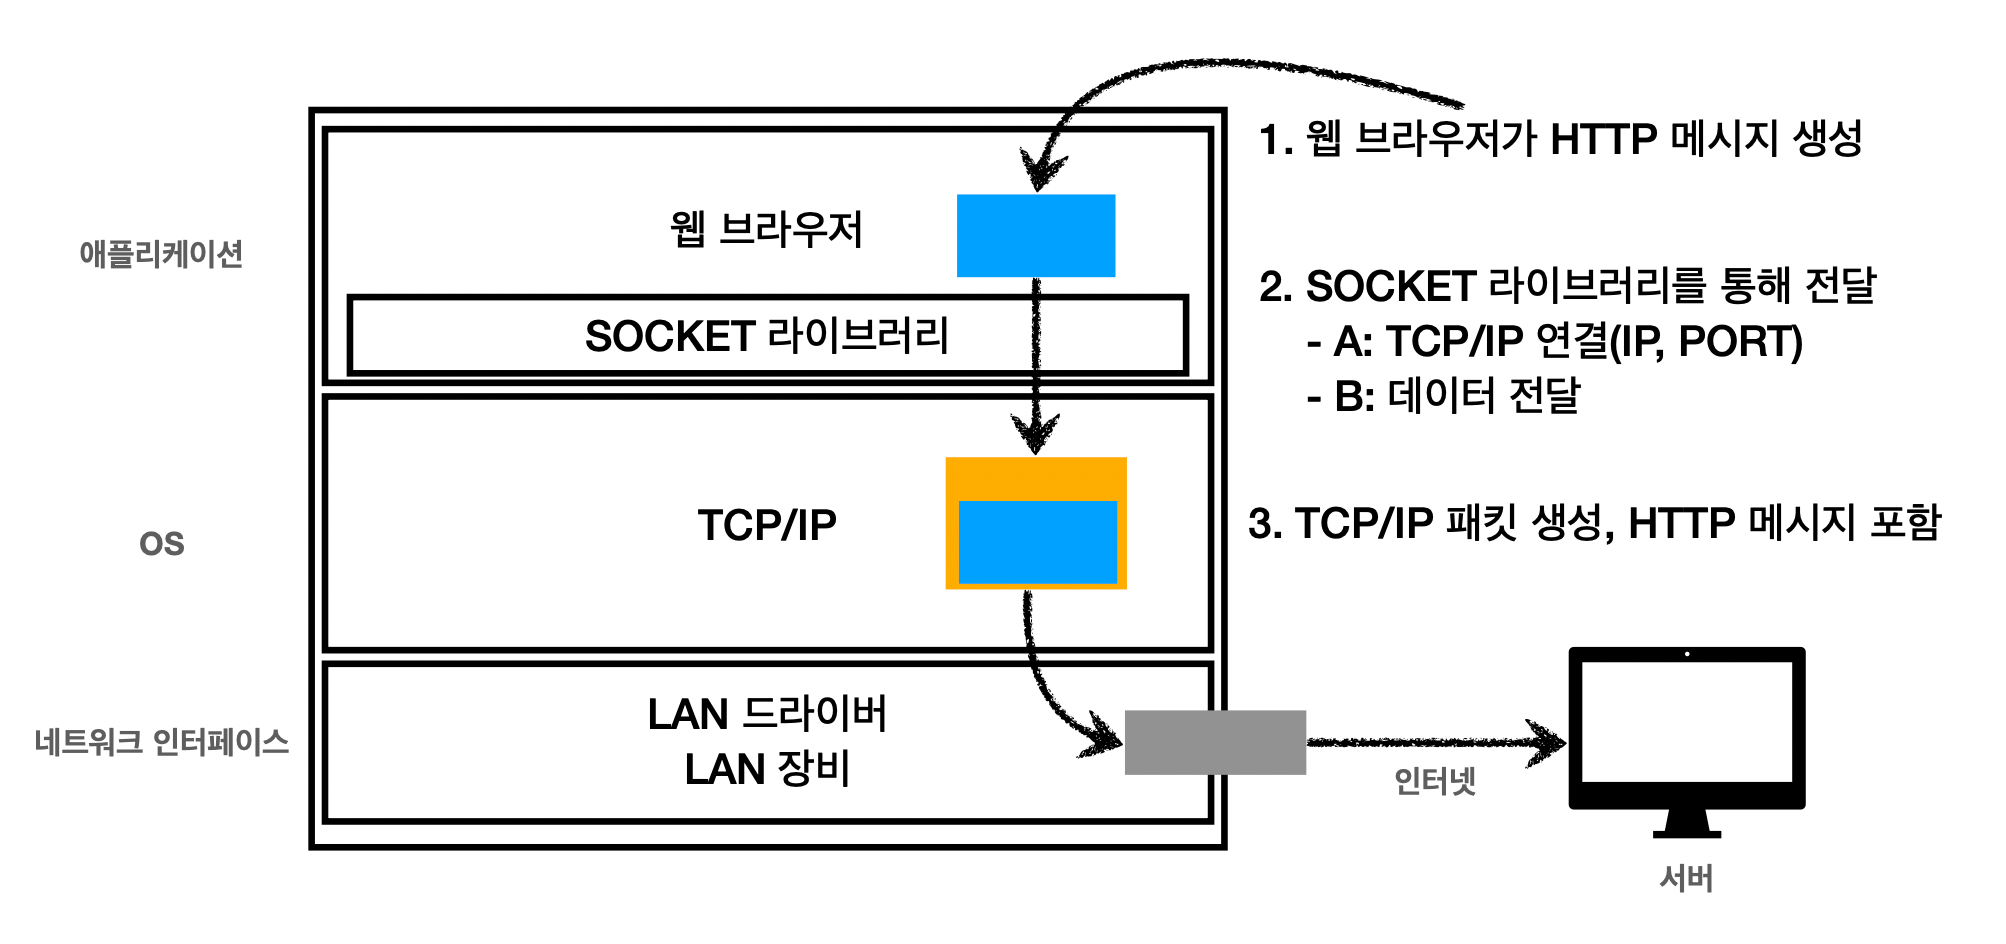 1. 웹 브라우저가 HTTP 메시지 생성
웹 브라우저
애플리케이션
2. SOCKET 라이브러리를 통해 전달
SOCKET 라이브러리
- A: TCP/IP 연결(IP, PORT)
- B: 데이터 전달
TCP/IP
3. TCP/IP 패킷 생성, HTTP 메시지 포함
OS
LAN 드라이버
네트워크 인터페이스
LAN 장비
인터넷
서버